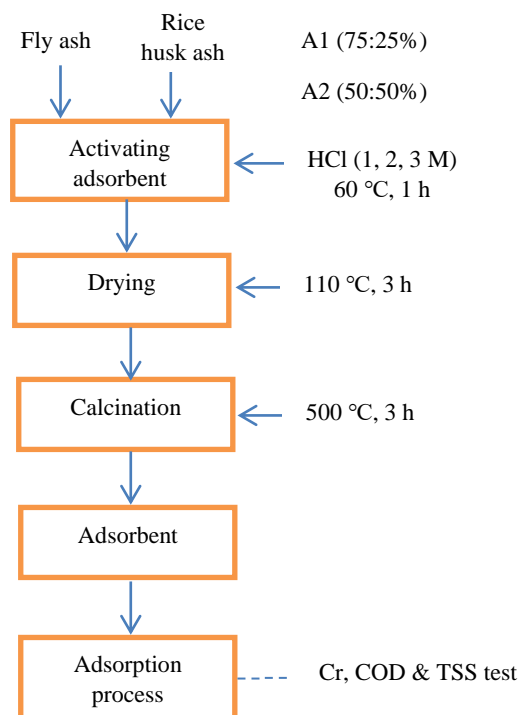 Fly ash
Rice
husk ash
A1 (75:25%)
A2 (50:50%)
Activating
adsorbent
HCl (1, 2, 3 M)
60 °C, 1 h
Drying
110 °C, 3 h
Calcination
500 °C, 3 h
Adsorbent
Adsorption
process
Cr, COD & TSS test